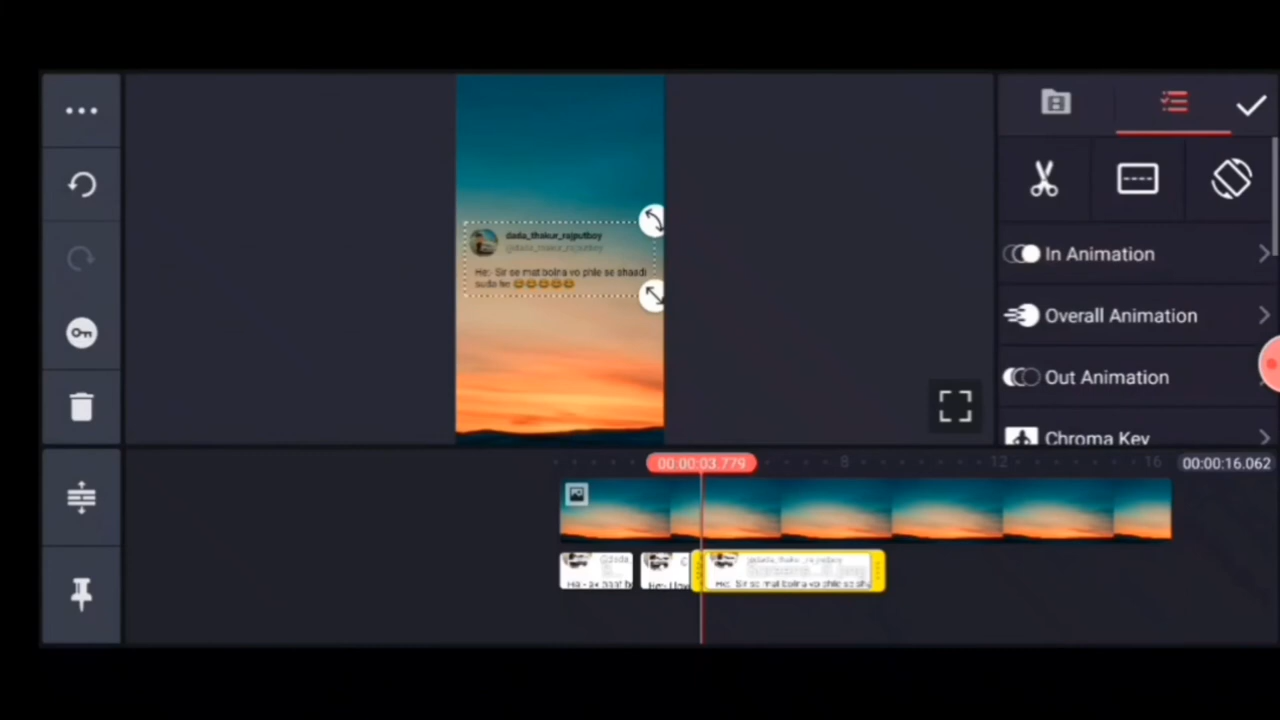 dada_thakur_rajputboy
@dada_thakur_rajputboy
He:- Sir se mat bolna vo phle se shaadi
suda he 😂😂😂😂😂
In Animation
Overall Animation
Out Animation
Chroma Key
00:00:03.779
8
12
16
00:00:16.062